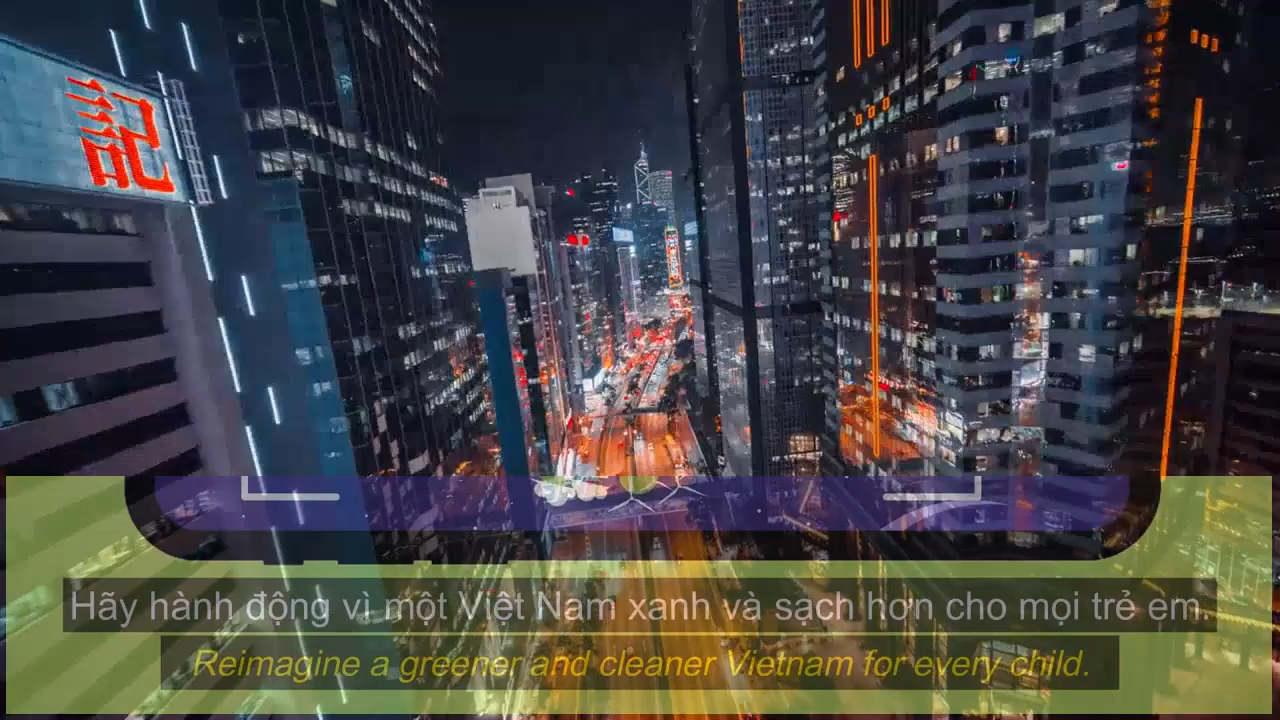 記
Hãy hành động vì một Việt Nam xanh và sạch hơn cho mọi trẻ em.
Reimagine a greener and cleaner Vietnam for every child.